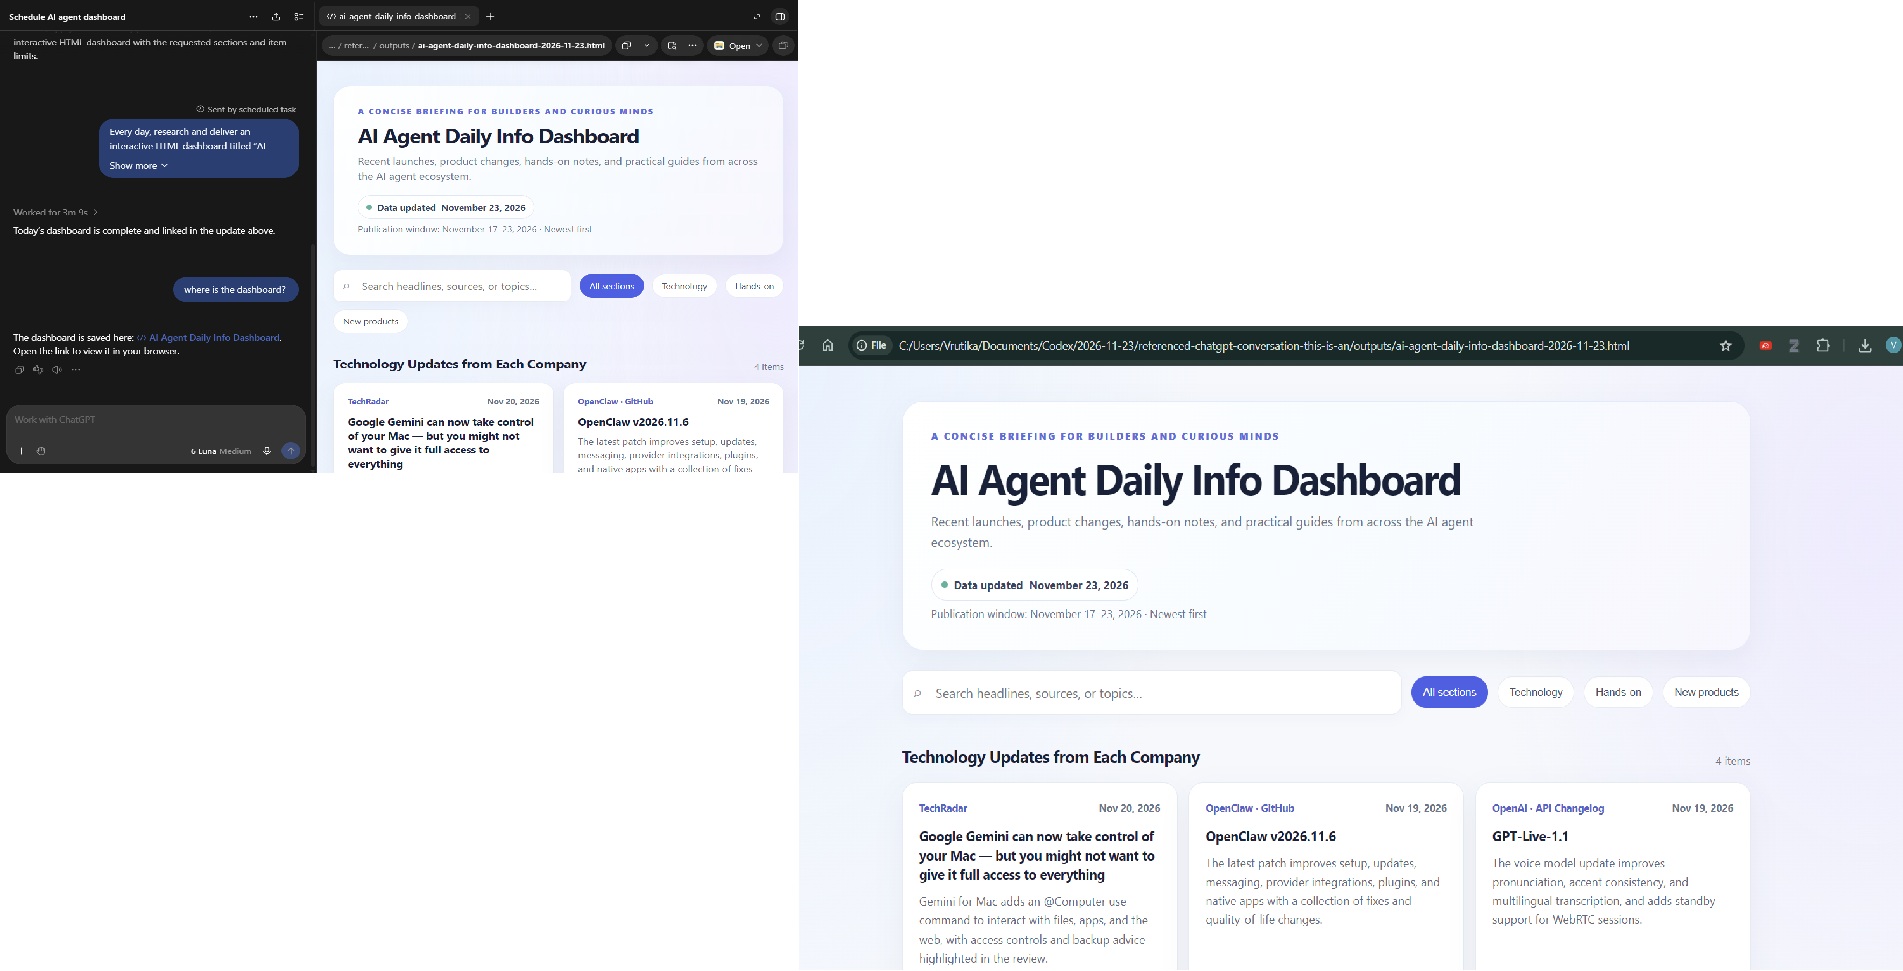 Schedule AI agent dashboard
interactive HTML dashboard with the requested sections and item
limits.
Sent by scheduled task
Every day, research and deliver an
interactive HTML dashboard titled “AI
Show more
Worked for 3m 9s
Today’s dashboard is complete and linked in the update above.
where is the dashboard?
The dashboard is saved here: </> AI Agent Daily Info Dashboard.
Open the link to view it in your browser.
Work with ChatGPT
6 Luna Medium
</> ai-agent-daily-info-dashboard
... / refer... / outputs / ai-agent-daily-info-dashboard-2026-11-23.html
Open
A CONCISE BRIEFING FOR BUILDERS AND CURIOUS MINDS
AI Agent Daily Info Dashboard
Recent launches, product changes, hands-on notes, and practical guides from across
the AI agent ecosystem.
Data updated November 23, 2026
Publication window: November 17–23, 2026 · Newest first
Search headlines, sources, or topics...
All sections
Technology
Hands-on
New products
Technology Updates from Each Company
4 items
TechRadar
Nov 20, 2026
Google Gemini can now take control
of your Mac — but you might not
want to give it full access to
everything
OpenClaw · GitHub
Nov 19, 2026
OpenClaw v2026.11.6
The latest patch improves setup, updates,
messaging, provider integrations, plugins,
and native apps with a collection of fixes
File
C:/Users/Vrutika/Documents/Codex/2026-11-23/referenced-chatgpt-conversation-this-is-an/outputs/ai-agent-daily-info-dashboard-2026-11-23.html
V
A CONCISE BRIEFING FOR BUILDERS AND CURIOUS MINDS
AI Agent Daily Info Dashboard
Recent launches, product changes, hands-on notes, and practical guides from across the AI agent
ecosystem.
Data updated November 23, 2026
Publication window: November 17–23, 2026 · Newest first
Search headlines, sources, or topics...
All sections
Technology
Hands-on
New products
Technology Updates from Each Company
4 items
TechRadar
Nov 20, 2026
Google Gemini can now take control of
your Mac — but you might not want to
give it full access to everything
Gemini for Mac adds an @Computer use
command to interact with files, apps, and the
web, with access controls and backup advice
highlighted in the review.
OpenClaw · GitHub
Nov 19, 2026
OpenClaw v2026.11.6
The latest patch improves setup, updates,
messaging, provider integrations, plugins, and
native apps with a collection of fixes and
quality-of-life changes.
OpenAI · API Changelog
Nov 19, 2026
GPT-Live-1.1
The voice model update improves
pronunciation, accent consistency, and
multilingual transcription, and adds standby
support for WebRTC sessions.